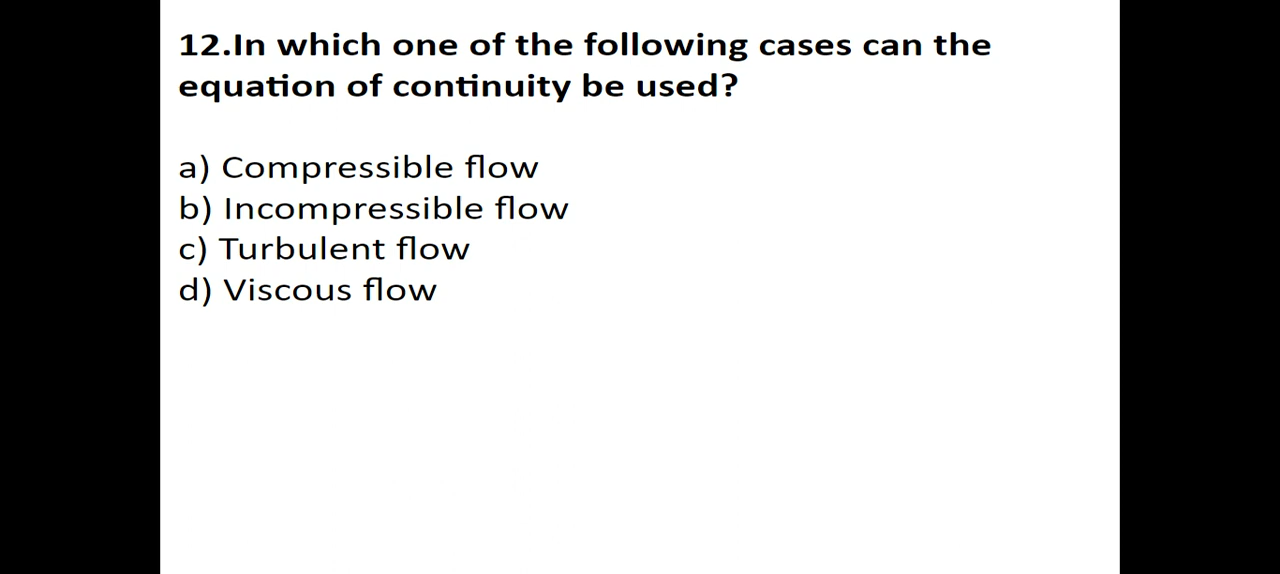 12.In which one of the following cases can the
equation of continuity be used?
a) Compressible flow
b) Incompressible flow
c) Turbulent flow
d) Viscous flow